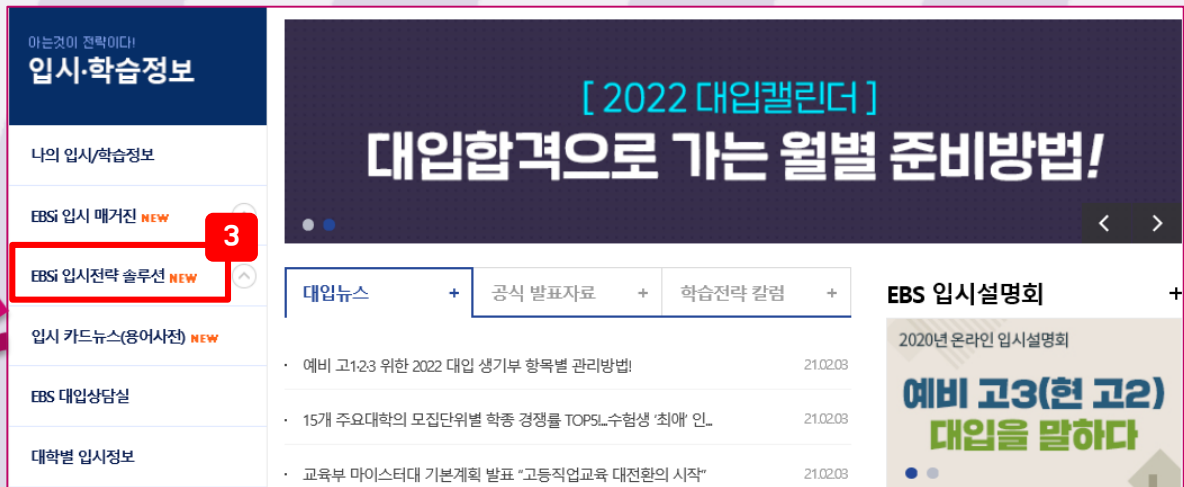 아는것이 전략이다!
입시·학습정보
나의 입시/학습정보
EBSi 입시 매거진 NEW
3
EBSi 입시전략 솔루션 NEW
입시 카드뉴스(용어사전) NEW
EBS 대입상담실
대학별 입시정보
[ 2022 대입캘린더 ]
대입합격으로 가는 월별 준비방법!
대입뉴스 +
공식 발표자료 +
학습전략 칼럼 +
예비 고1·2·3 위한 2022 대입 생기부 항목별 관리방법! 21.02.03
15개 주요대학의 모집단위별 학종 경쟁률 TOP5!...수험생 '최애' 인... 21.02.03
교육부 마이스터대 기본계획 발표 "고등직업교육 대전환의 시작" 21.02.03
EBS 입시설명회 +
2020년 온라인 입시설명회
예비 고3(현 고2)
대입을 말하다